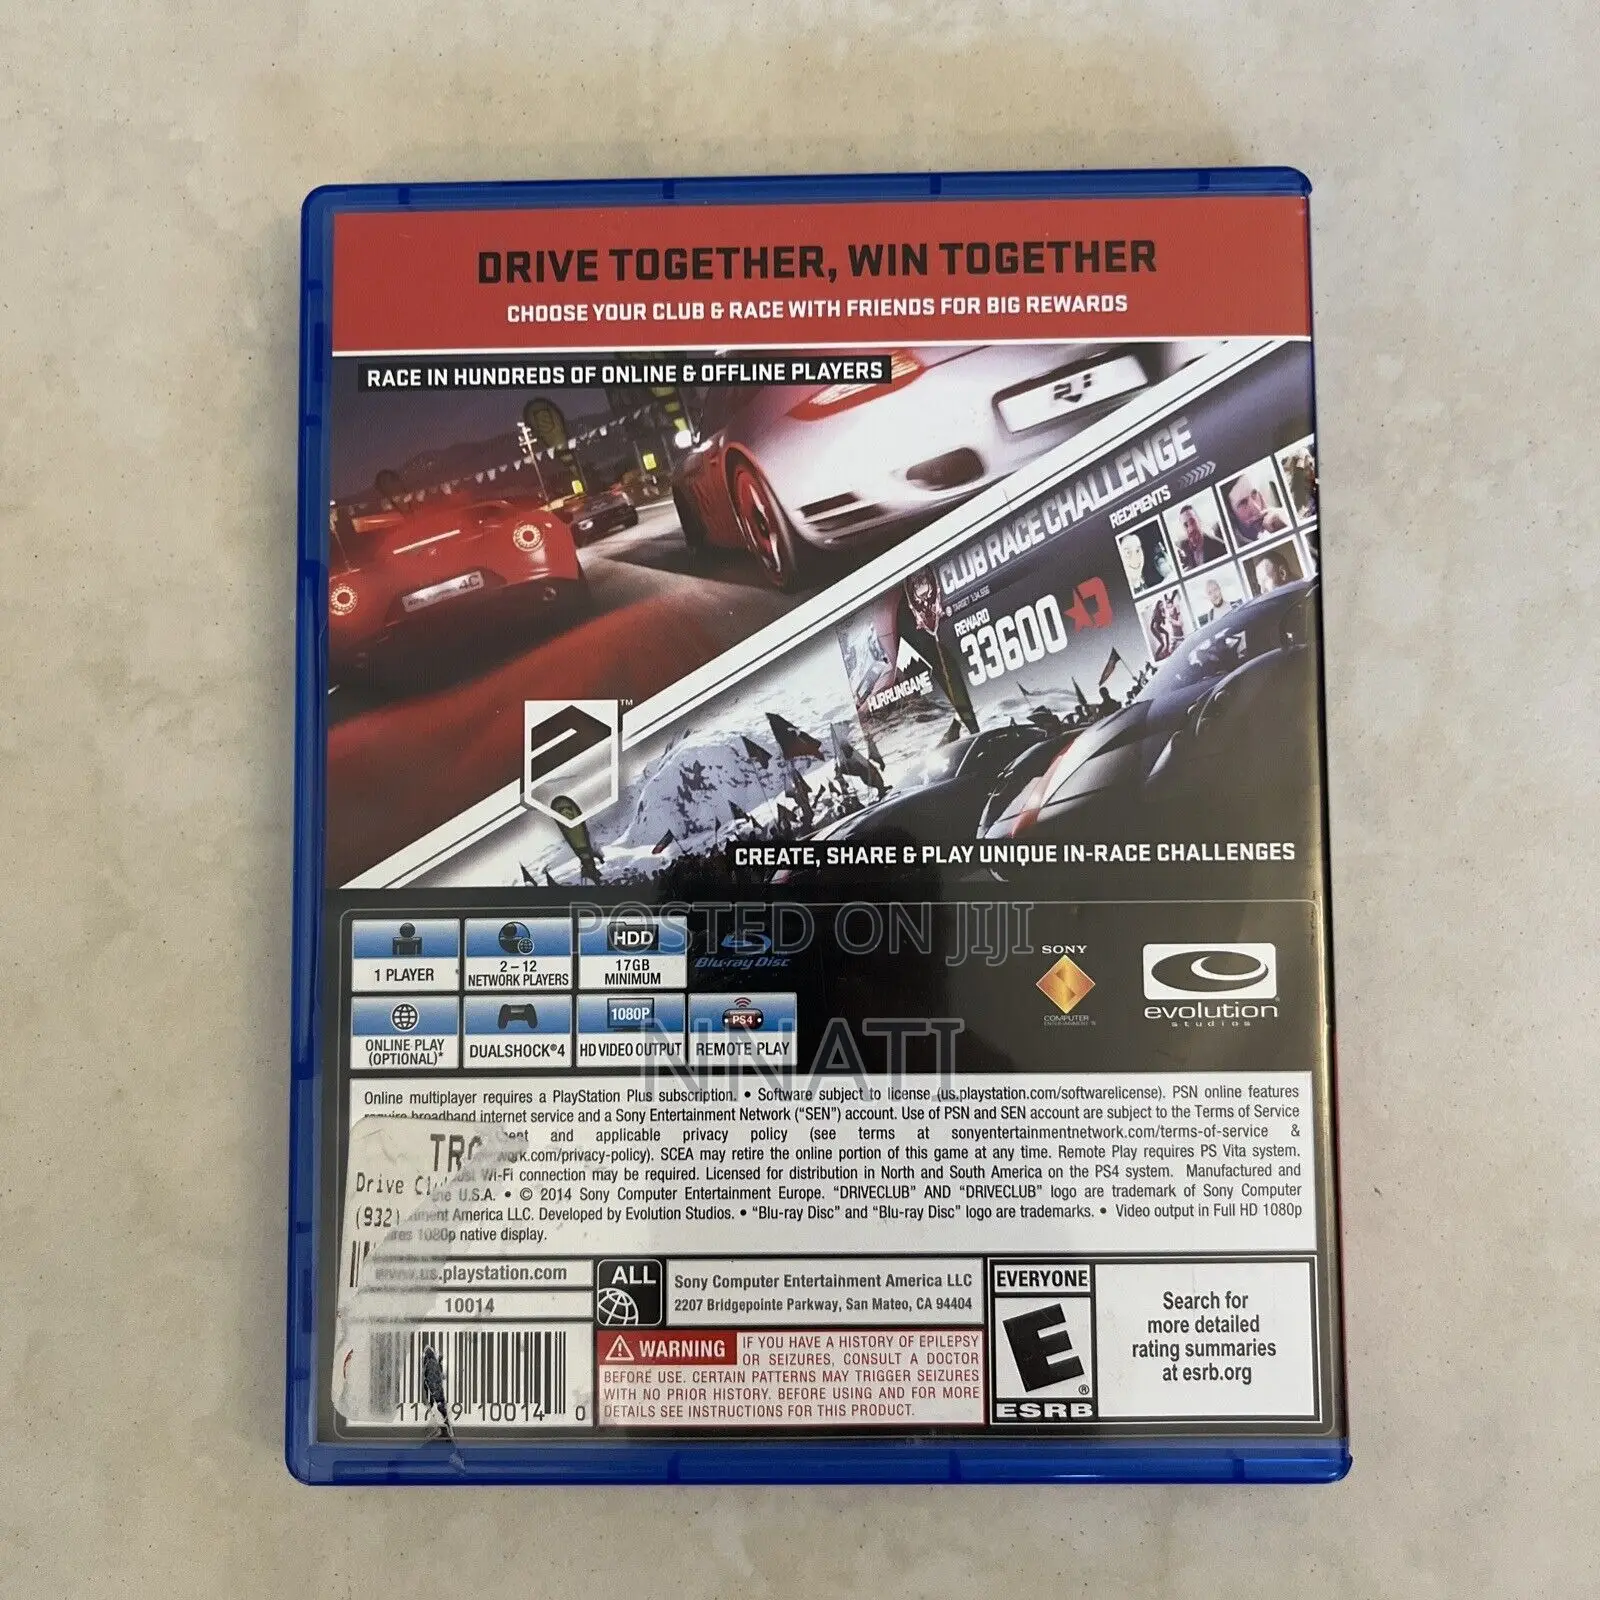 DRIVE TOGETHER, WIN TOGETHER
CHOOSE YOUR CLUB & RACE WITH FRIENDS FOR BIG REWARDS
RACE IN HUNDREDS OF ONLINE & OFFLINE PLAYERS
CLUB RACE CHALLENGE
RECIPIENTS
REWARD
33600
HURRUNGANE
TM
CREATE, SHARE & PLAY UNIQUE IN-RACE CHALLENGES
POSTED ON JIJI
NNATI
1 PLAYER
2 – 12
NETWORK PLAYERS
HDD
17GB
MINIMUM
Blu-ray Disc
SONY
COMPUTER
ENTERTAINMENT
evolution
studios
ONLINE PLAY
(OPTIONAL)*
DUALSHOCK®4
1080P
HD VIDEO OUTPUT
PS4
REMOTE PLAY
Online multiplayer requires a PlayStation Plus subscription. • Software subject to license (us.playstation.com/softwarelicense). PSN online features
require broadband internet service and a Sony Entertainment Network (“SEN”) account. Use of PSN and SEN account are subject to the Terms of Service
and applicable privacy policy (see terms at sonyentertainmentnetwork.com/terms-of-service &
work.com/privacy-policy). SCEA may retire the online portion of this game at any time. Remote Play requires PS Vita system.
Wi-Fi connection may be required. Licensed for distribution in North and South America on the PS4 system. Manufactured and
U.S.A. • © 2014 Sony Computer Entertainment Europe. “DRIVECLUB” AND “DRIVECLUB” logo are trademark of Sony Computer
America LLC. Developed by Evolution Studios. • “Blu-ray Disc” and “Blu-ray Disc” logo are trademarks. • Video output in Full HD 1080p
1080p native display.
Drive
(932)
www.us.playstation.com
10014
ALL
Sony Computer Entertainment America LLC
2207 Bridgepointe Parkway, San Mateo, CA 94404
WARNING IF YOU HAVE A HISTORY OF EPILEPSY
OR SEIZURES, CONSULT A DOCTOR
BEFORE USE. CERTAIN PATTERNS MAY TRIGGER SEIZURES
WITH NO PRIOR HISTORY. BEFORE USING AND FOR MORE
DETAILS SEE INSTRUCTIONS FOR THIS PRODUCT.
EVERYONE
E
®
ESRB
Search for
more detailed
rating summaries
at esrb.org
10014 0